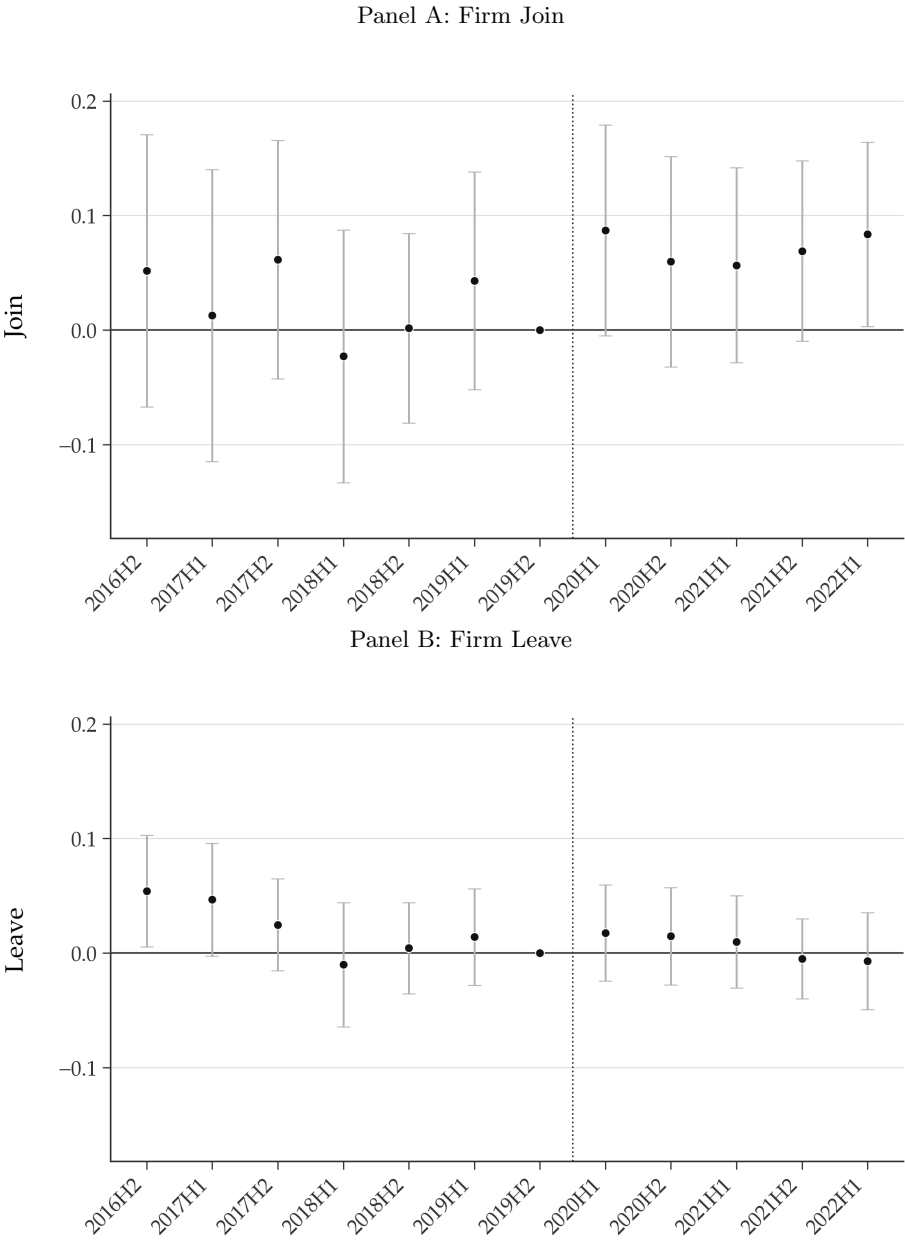 Panel A: Firm Join
Join
0.2
0.1
0.0
−0.1
2016H2
2017H1
2017H2
2018H1
2018H2
2019H1
2019H2
2020H1
2020H2
2021H1
2021H2
2022H1
Panel B: Firm Leave
Leave
0.2
0.1
0.0
−0.1
2016H2
2017H1
2017H2
2018H1
2018H2
2019H1
2019H2
2020H1
2020H2
2021H1
2021H2
2022H1